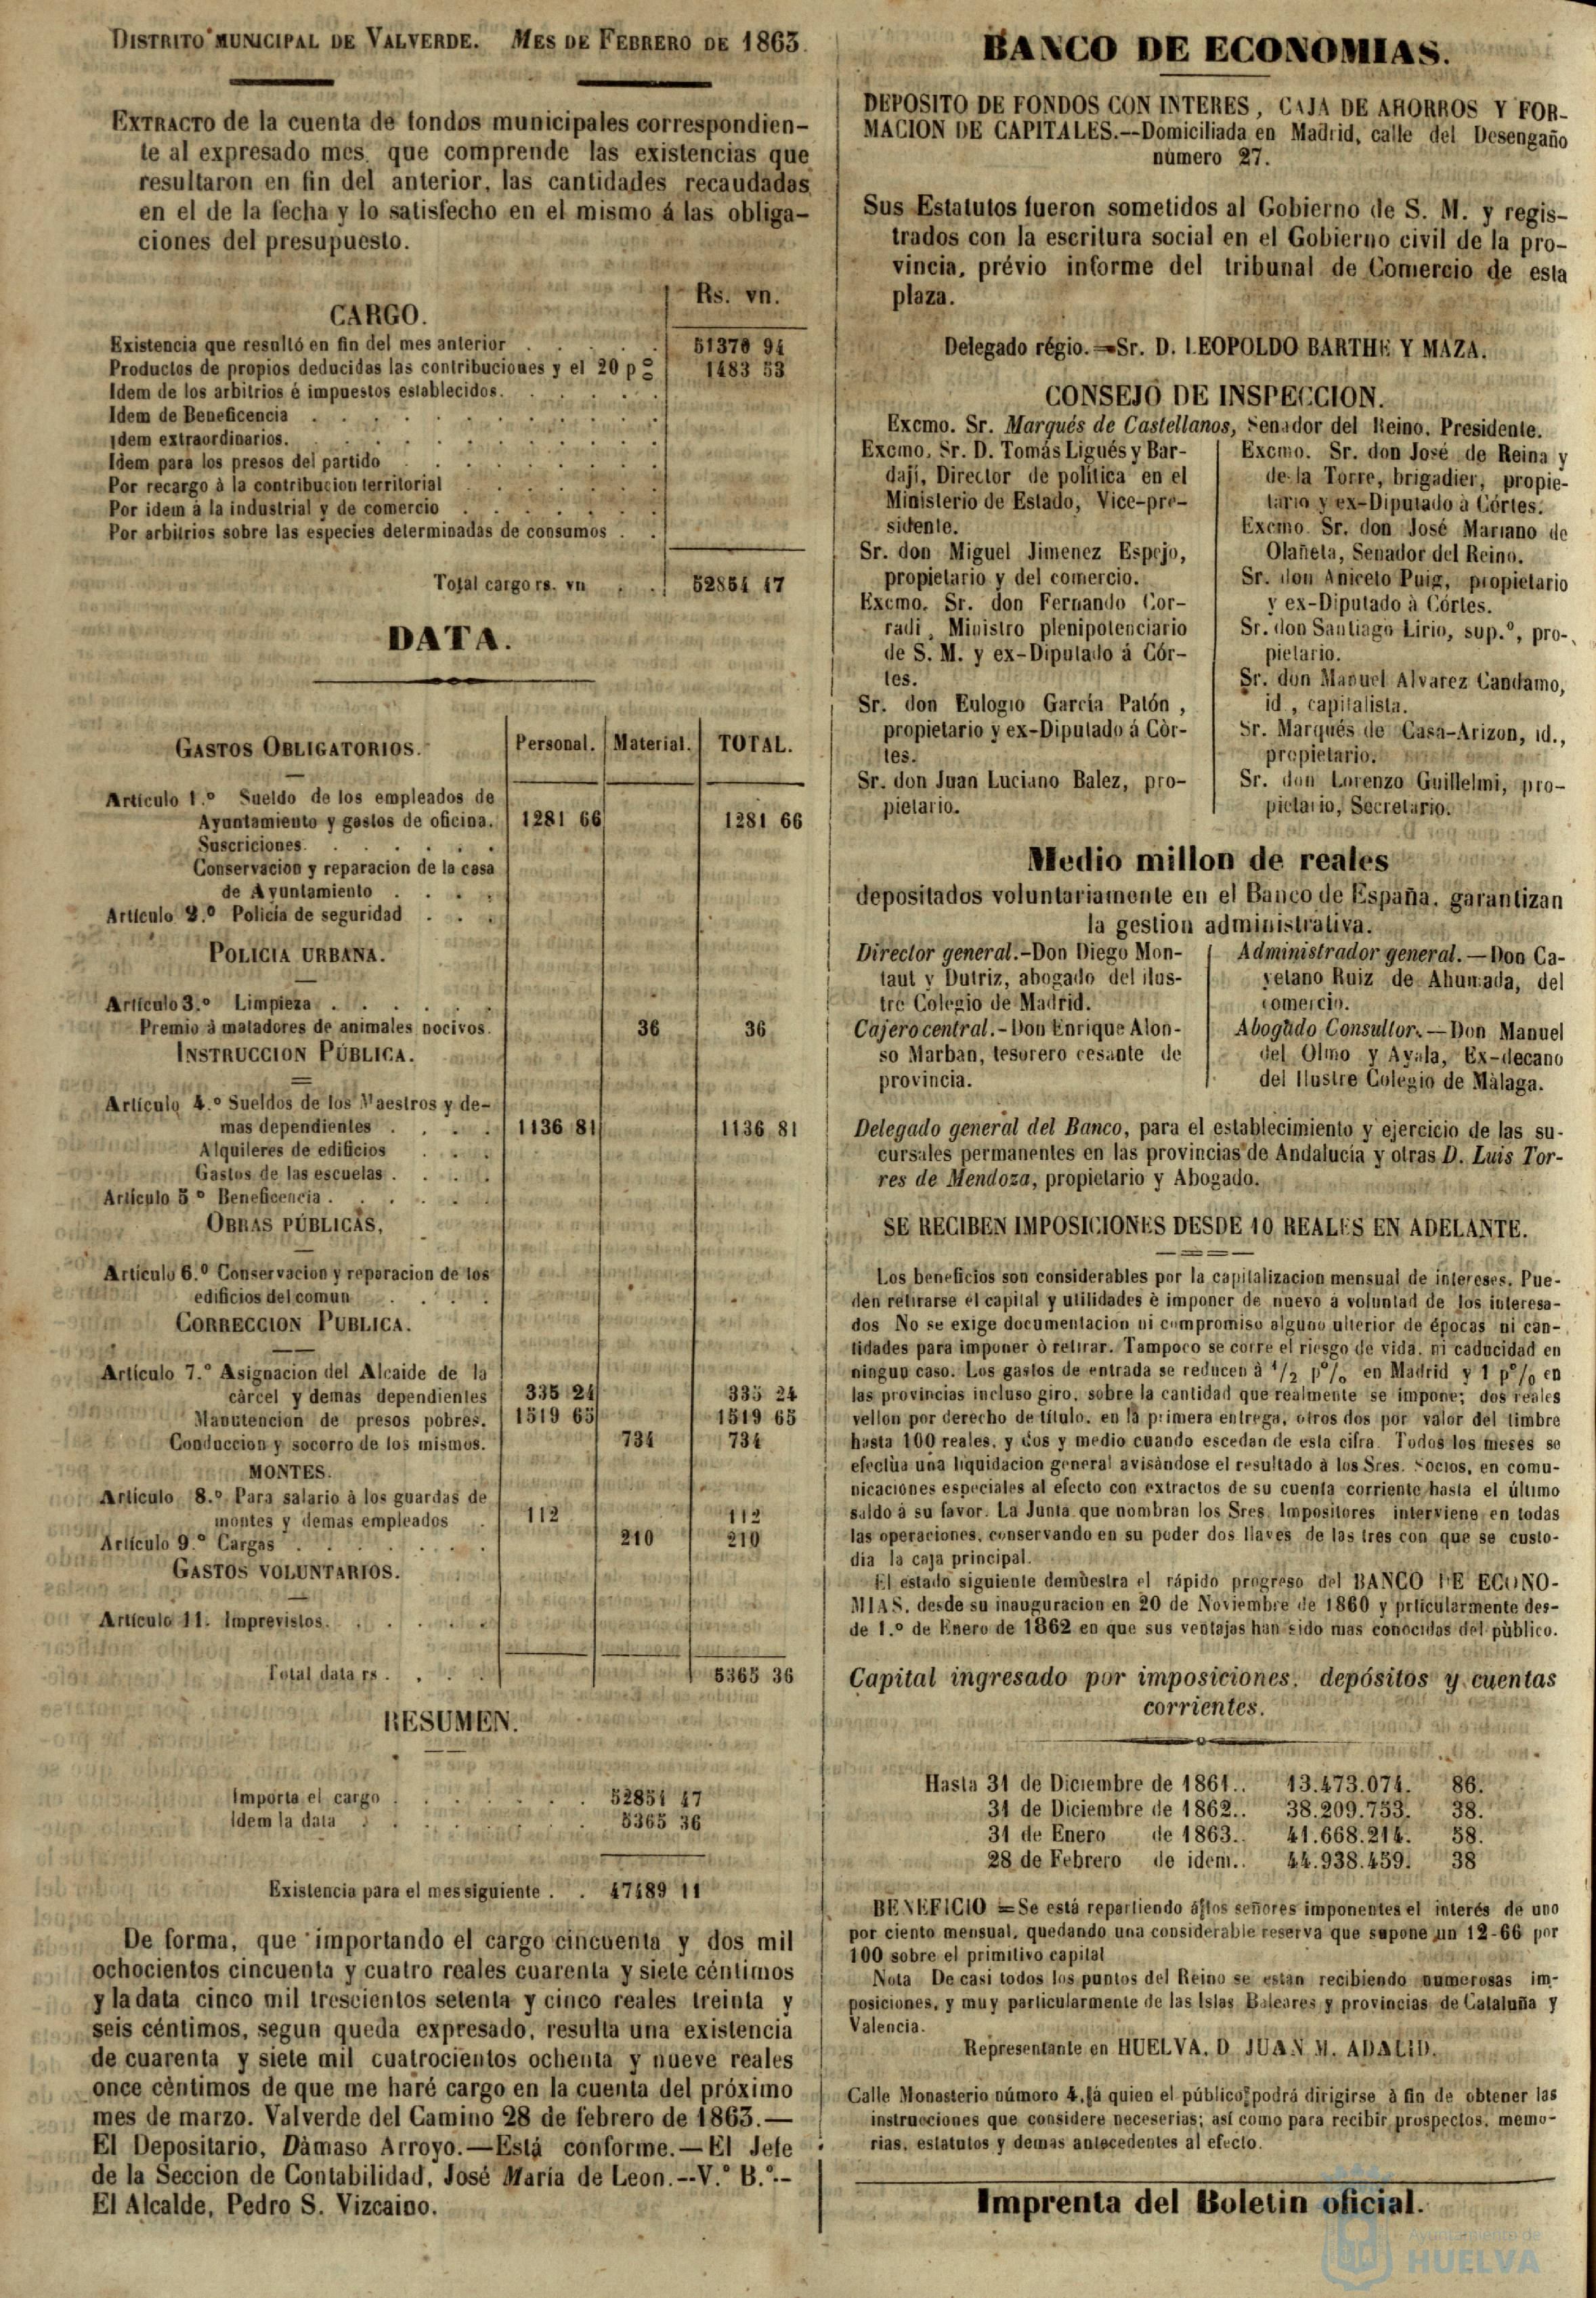 DISTRITO MUNICIPAL DE VALVERDE. MES DE FEBRERO DE 1863.
EXTRACTO de la cuenta de fondos municipales correspondien-
te al expresado mes, que comprende las existencias que
resultaron en fin del anterior, las cantidades recaudadas
en el de la fecha y lo satisfecho en el mismo á las obliga-
ciones del presupuesto.
Rs. vn.
CARGO.
Existencia que resultó en fin del mes anterior . . . . . 51370 94
Productos de propios deducidas las contribuciones y el 20 p% 1483 53
Idem de los arbitrios é impuestos establecidos. . . . . . .
Idem de Beneficencia . . . . . . . . . . . .
Idem extraordinarios. . . . . . . . . . . .
Idem para los presos del partido . . . . . . . . .
Por recargo à la contribucion territorial . . . . . . .
Por idem á la industrial y de comercio . . . . . . .
Por arbitrios sobre las especies determinadas de consumos . .
Total cargo rs. vn . . 52854 47
DATA.
GASTOS OBLIGATORIOS. Personal. Material. TOTAL.
Artículo 1.º Sueldo de los empleados de
Ayuntamiento y gastos de oficina. 1281 66 1281 66
Suscriciones. . . . . . .
Conservacion y reparacion de la casa
de Ayuntamiento . . . .
Artículo 2.º Policía de seguridad . . .
POLICIA URBANA.
Artículo 3.º Limpieza . . . . . .
Premio à matadores de animales nocivos. 36 36
INSTRUCCION PÚBLICA.
Artículo 4.º Sueldos de los Maestros y de-
mas dependientes . . . . 1136 81 1136 81
Alquileres de edificios . . .
Gastos de las escuelas . . . .
Artículo 5º Beneficencia . . . . . .
OBRAS PÚBLICAS,
Artículo 6.º Conservacion y reparacion de los
edificios del comun . . . .
CORRECCION PUBLICA.
Artículo 7.º Asignacion del Alcaide de la
càrcel y demas dependientes 335 24 335 24
Manutencion de presos pobres. 1519 65 1519 65
Conduccion y socorro de los mismos. 734 734
MONTES.
Artículo 8.º Para salario à los guardas de
montes y demas empleados . 112 112
Artículo 9.º Cargas . . . . . . . 210 210
GASTOS VOLUNTARIOS.
Artículo 11. Imprevistos. . . . . . .
Total data rs . . . . 5365 36
RESUMEN.
Importa el cargo . . . . . . . 52854 47
Idem la data . . . . . . . . 5365 36
Existencia para el mes siguiente . . 47489 11
De forma, que importando el cargo cincuenta y dos mil
ochocientos cincuenta y cuatro reales cuarenta y siete céntimos
y la data cinco mil trescientos setenta y cinco reales treinta y
seis céntimos, segun queda expresado, resulta una existencia
de cuarenta y siete mil cuatrocientos ochenta y nueve reales
once cèntimos de que me haré cargo en la cuenta del próximo
mes de marzo. Valverde del Camino 28 de febrero de 1863.—
El Depositario, Dàmaso Arroyo.—Està conforme.—El Jefe
de la Seccion de Contabilidad, José María de Leon.--V.º B.º--
El Alcalde, Pedro S. Vizcaino.
BANCO DE ECONOMIAS.
DEPOSITO DE FONDOS CON INTERES, CAJA DE AHORROS Y FOR-
MACION DE CAPITALES.--Domiciliada en Madrid, calle del Desengaño
nùmero 27.
Sus Estatutos fueron sometidos al Gobierno de S. M. y regis-
trados con la escritura social en el Gobierno civil de la pro-
vincia, prévio informe del tribunal de Comercio de esta
plaza.
Delegado régio.=Sr. D. LEOPOLDO BARTHE Y MAZA.
CONSEJO DE INSPECCION.
Excmo. Sr. Marqués de Castellanos, Senador del Reino, Presidente.
Excmo. Sr. D. Tomás Ligués y Bar-
dají, Director de política en el
Ministerio de Estado, Vice-pre-
sidente.
Sr. don Miguel Jimenez Espejo,
propietario y del comercio.
Excmo. Sr. don Fernando Cor-
radi, Ministro plenipotenciario
de S. M. y ex-Diputado á Cór-
tes.
Sr. don Eulogio García Patón,
propietario y ex-Diputado á Còr-
tes.
Sr. don Juan Luciano Balez, pro-
pietario.
Excmo. Sr. don José de Reina y
de la Torre, brigadier, propie-
tario y ex-Diputado à Córtes.
Excmo. Sr. don José Mariano de
Olañeta, Senador del Reino.
Sr. don Aniceto Puig, propietario
y ex-Diputado à Córtes.
Sr. don Santiago Lirio, sup.º, pro-
pietario.
Sr. don Manuel Alvarez Candamo,
id , capitalista.
Sr. Marqués de Casa-Arizon, id.,
propietario.
Sr. don Lorenzo Guillelmi, pro-
pietario, Secretario.
Medio millon de reales
depositados voluntariamente en el Banco de España, garantizan
la gestion administrativa.
Director general.-Don Diego Mon-
taut y Dutriz, abogado del ilus-
tre Colegio de Madrid.
Cajero central.-Don Enrique Alon-
so Marban, tesorero cesante de
provincia.
Administrador general.—Don Ca-
yetano Ruiz de Ahumada, del
comercio.
Abogado Consultor.—Don Manuel
del Olmo y Ayala, Ex-decano
del Ilustre Colegio de Màlaga.
Delegado general del Banco, para el establecimiento y ejercicio de las su-
cursales permanentes en las provincias de Andalucía y otras D. Luis Tor-
res de Mendoza, propietario y Abogado.
SE RECIBEN IMPOSICIONES DESDE 10 REALES EN ADELANTE.
Los beneficios son considerables por la capitalizacion mensual de intereses. Pue-
den retirarse el capital y utilidades è imponer de nuevo à voluntad de los interesa-
dos No se exige documentacion ni compromiso alguno ulterior de épocas ni can-
tidades para imponer ò retirar. Tampoco se corre el riesgo de vida, ni caducidad en
ningun caso. Los gastos de entrada se reducen à 1/2 pº/o en Madrid y 1 pº/o en
las provincias incluso giro, sobre la cantidad que realmente se impone; dos reales
vellon por derecho de título, en la primera entrega, otros dos por valor del timbre
hasta 100 reales, y dos y medio cuando escedan de esta cifra. Todos los meses se
efectùa una liquidacion general avisàndose el resultado à los Sres. Socios, en comu-
nicaciones especiales al efecto con extractos de su cuenta corriente hasta el último
saldo á su favor. La Junta que nombran los Sres. Impositores interviene en todas
las operaciones, conservando en su poder dos llaves de las tres con que se custo-
dia la caja principal.
El estado siguiente demùestra el rápido progreso del BANCO DE ECONO-
MIAS, desde su inauguracion en 20 de Noviembre de 1860 y prticularmente des-
de 1.º de Enero de 1862 en que sus ventajas han sido mas conocidas del pùblico.
Capital ingresado por imposiciones, depósitos y cuentas
corrientes.
Hasta 31 de Diciembre de 1861.. 13.473.074. 86.
31 de Diciembre de 1862.. 38.209.753. 38.
31 de Enero de 1863.. 41.668.214. 58.
28 de Febrero de idem.. 44.938.459. 38
BENEFICIO =Se está repartiendo á los señores imponentes el interés de uno
por ciento mensual, quedando una considerable reserva que supone un 12-66 por
100 sobre el primitivo capital
Nota De casi todos los puntos del Reino se estàn recibiendo numerosas im-
posiciones, y muy particularmente de las Islas Baleares y provincias de Cataluña y
Valencia.
Representante en HUELVA, D. JUAN M. ADALID.
Calle Monasterio númoro 4, à quien el público podrá dirigirse à fin de obtener las
instrucciones que considere neceserias; así como para recibir prospectos, memo-
rias, estatutos y demas antecedentes al efecto.
Imprenta del Boletin oficial.
Ayuntamiento de
HUELVA